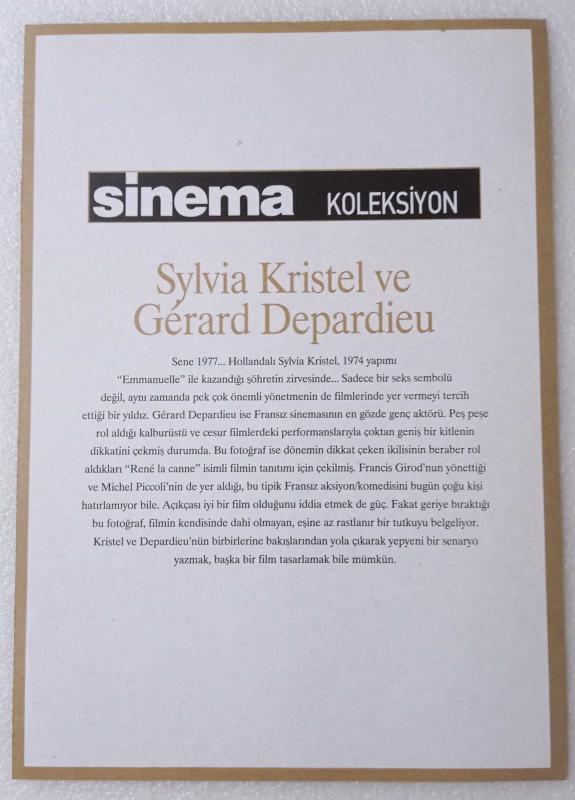 sinema KOLEKSİYON
Sylvia Kristel ve
Gérard Depardieu
Sene 1977... Hollandalı Sylvia Kristel, 1974 yapımı
“Emmanuelle” ile kazandığı şöhretin zirvesinde... Sadece bir seks sembolü
değil, aynı zamanda pek çok önemli yönetmenin de filmlerinde yer vermeyi tercih
ettiği bir yıldız. Gérard Depardieu ise Fransız sinemasının en gözde genç aktörü. Peş peşe
rol aldığı kalburüstü ve cesur filmlerdeki performanslarıyla çoktan geniş bir kitlenin
dikkatini çekmiş durumda. Bu fotoğraf ise dönemin dikkat çeken ikilisinin beraber rol
aldıkları “René la canne” isimli filmin tanıtımı için çekilmiş. Francis Girod’nun yönettiği
ve Michel Piccoli’nin de yer aldığı, bu tipik Fransız aksiyon/komedisini bugün çoğu kişi
hatırlamıyor bile. Açıkçası iyi bir film olduğunu iddia etmek de güç. Fakat geriye bıraktığı
bu fotoğraf, filmin kendisinde dahi olmayan, eşine az rastlanır bir tutkuyu belgeliyor.
Kristel ve Depardieu’nün birbirlerine bakışlarından yola çıkarak yepyeni bir senaryo
yazmak, başka bir film tasarlamak bile mümkün.